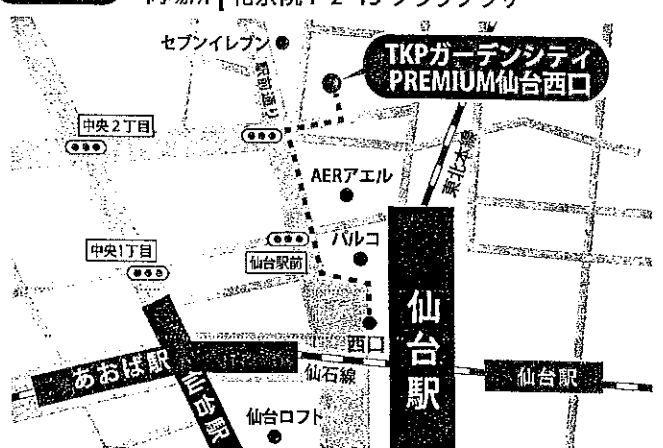 セブンイレブン
TKPガーデンシティ
PREMIUM仙台西口
駅前通り
中央2丁目
AERアエル
東北本線
パルコ
中央1丁目
仙台駅前
仙台駅
西口
あおば駅
仙石線
仙台駅
仙台駅
仙台ロフト